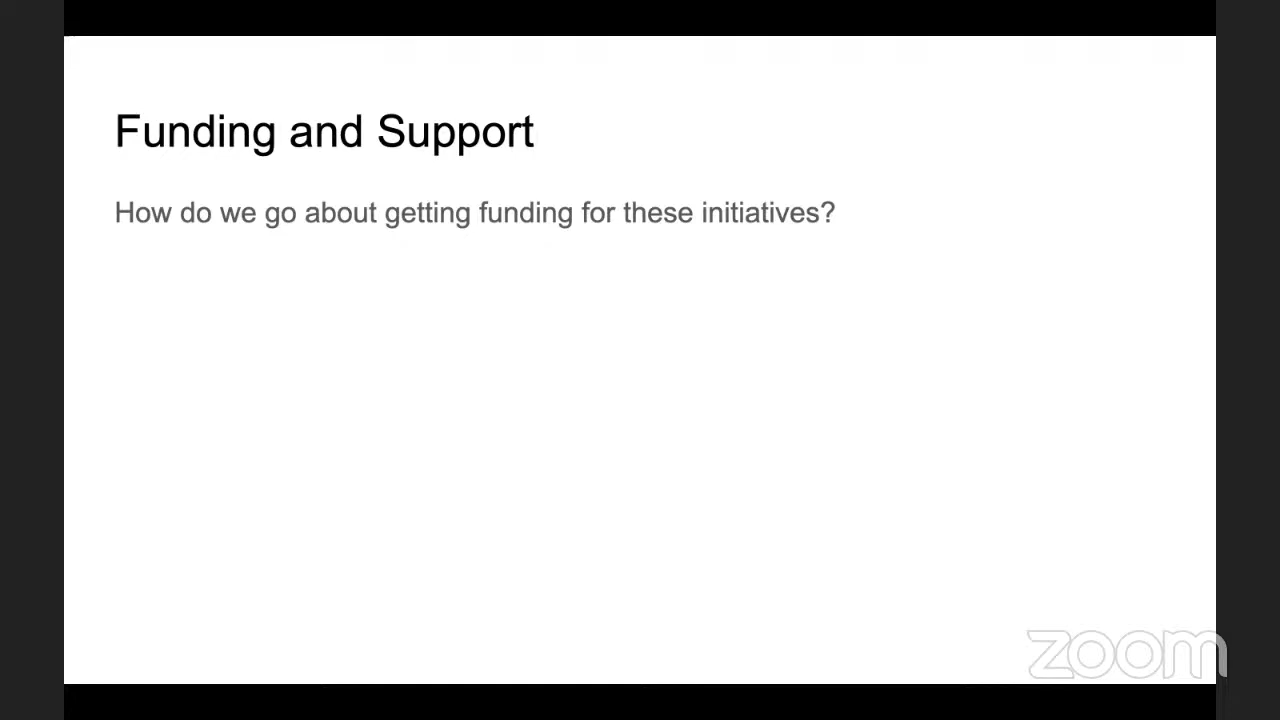 Funding and Support
How do we go about getting funding for these initiatives?
zoom